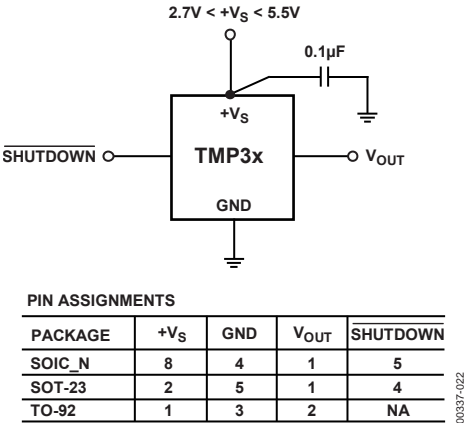 2.7V < +VS < 5.5V
0.1µF
+VS
SHUTDOWN
TMP3x
VOUT
GND
PIN ASSIGNMENTS
PACKAGE +VS GND VOUT SHUTDOWN
SOIC_N 8 4 1 5
SOT-23 2 5 1 4
TO-92 1 3 2 NA
00337-022